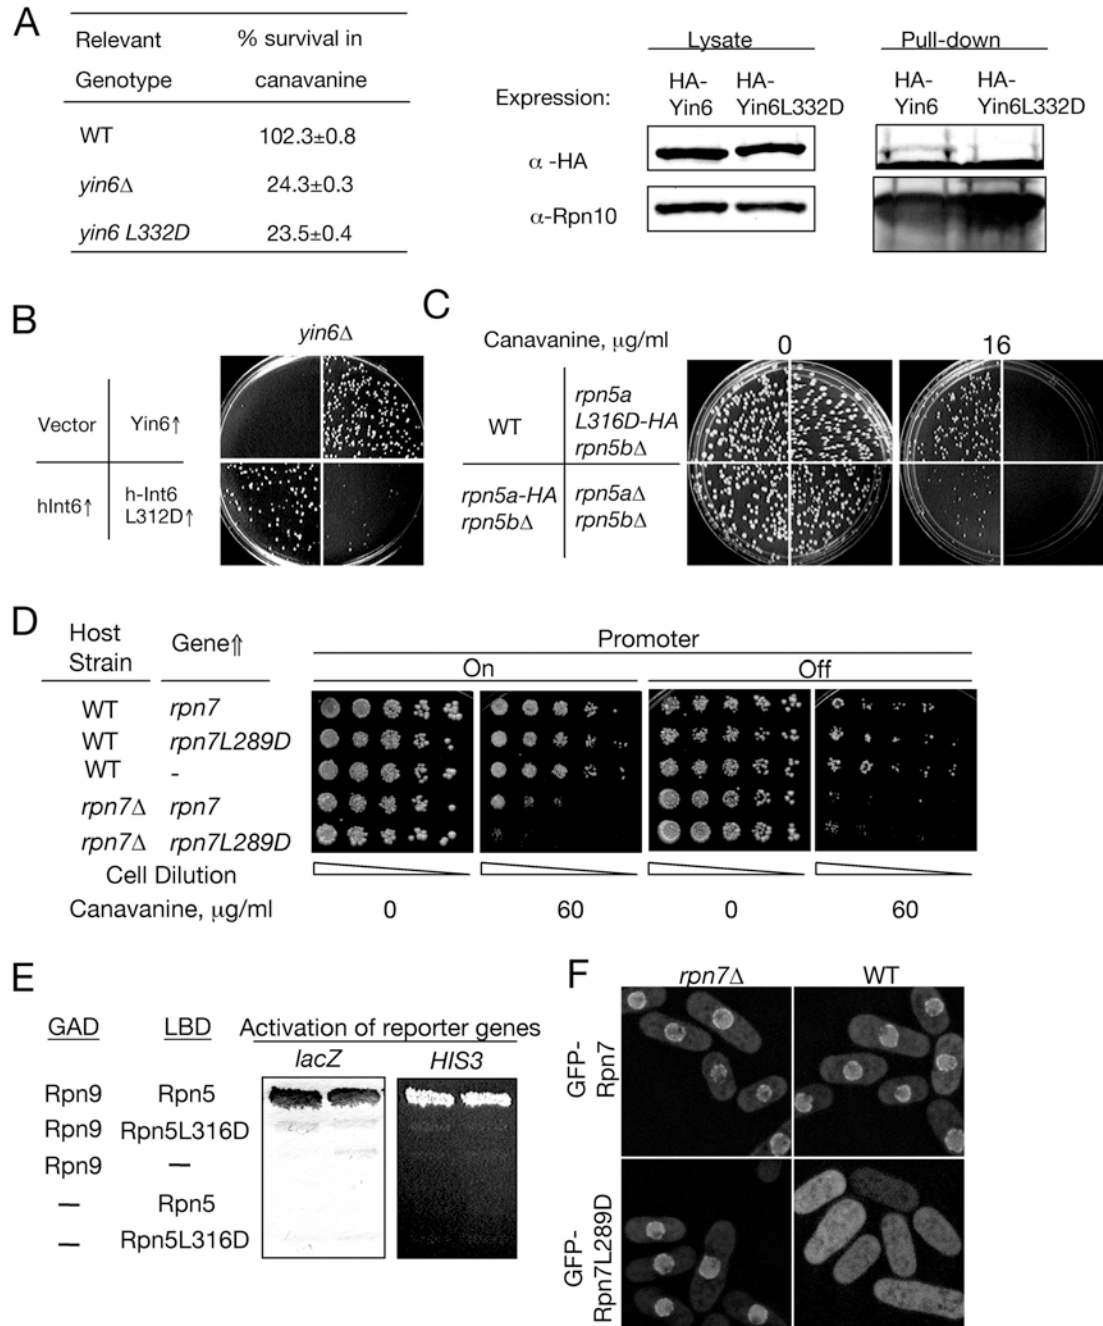 A
Relevant Genotype % survival in canavanine
WT 102.3±0.8
yin6Δ 24.3±0.3
yin6 L332D 23.5±0.4
Lysate Pull-down
Expression: HA-Yin6 HA-Yin6L332D HA-Yin6 HA-Yin6L332D
α -HA
α-Rpn10
B
yin6Δ
Vector Yin6↑
hInt6↑ h-Int6 L312D↑
C
Canavanine, μg/ml 0 16
WT rpn5a L316D-HA rpn5bΔ
rpn5a-HA rpn5bΔ rpn5aΔ rpn5bΔ
D
Host Strain Gene⇑ Promoter
On Off
WT rpn7
WT rpn7L289D
WT -
rpn7Δ rpn7
rpn7Δ rpn7L289D
Cell Dilution
Canavanine, μg/ml 0 60 0 60
E
GAD LBD Activation of reporter genes
lacZ HIS3
Rpn9 Rpn5
Rpn9 Rpn5L316D
Rpn9 —
— Rpn5
— Rpn5L316D
F
rpn7Δ WT
GFP-Rpn7
GFP-Rpn7L289D